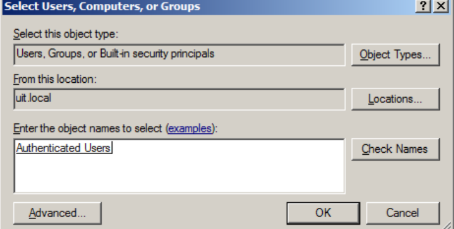 Select Users, Computers, or Groups
Select this object type:
Users, Groups, or Built-in security principals
Object Types...
From this location:
uit.local
Locations...
Enter the object names to select (examples):
Authenticated Users
Check Names
Advanced...
OK
Cancel